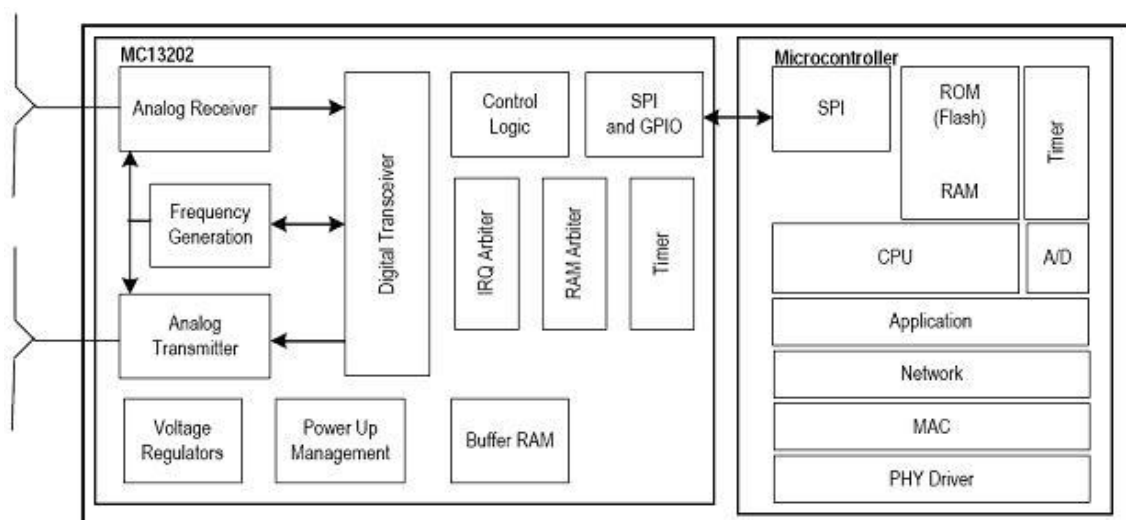 MC13202
Analog Receiver
Frequency
Generation
Analog
Transmitter
Digital Transceiver
Control
Logic
SPI
and GPIO
IRQ Arbiter
RAM Arbiter
Timer
Voltage
Regulators
Power Up
Management
Buffer RAM
Microcontroller
SPI
ROM
(Flash)
RAM
Timer
CPU
A/D
Application
Network
MAC
PHY Driver